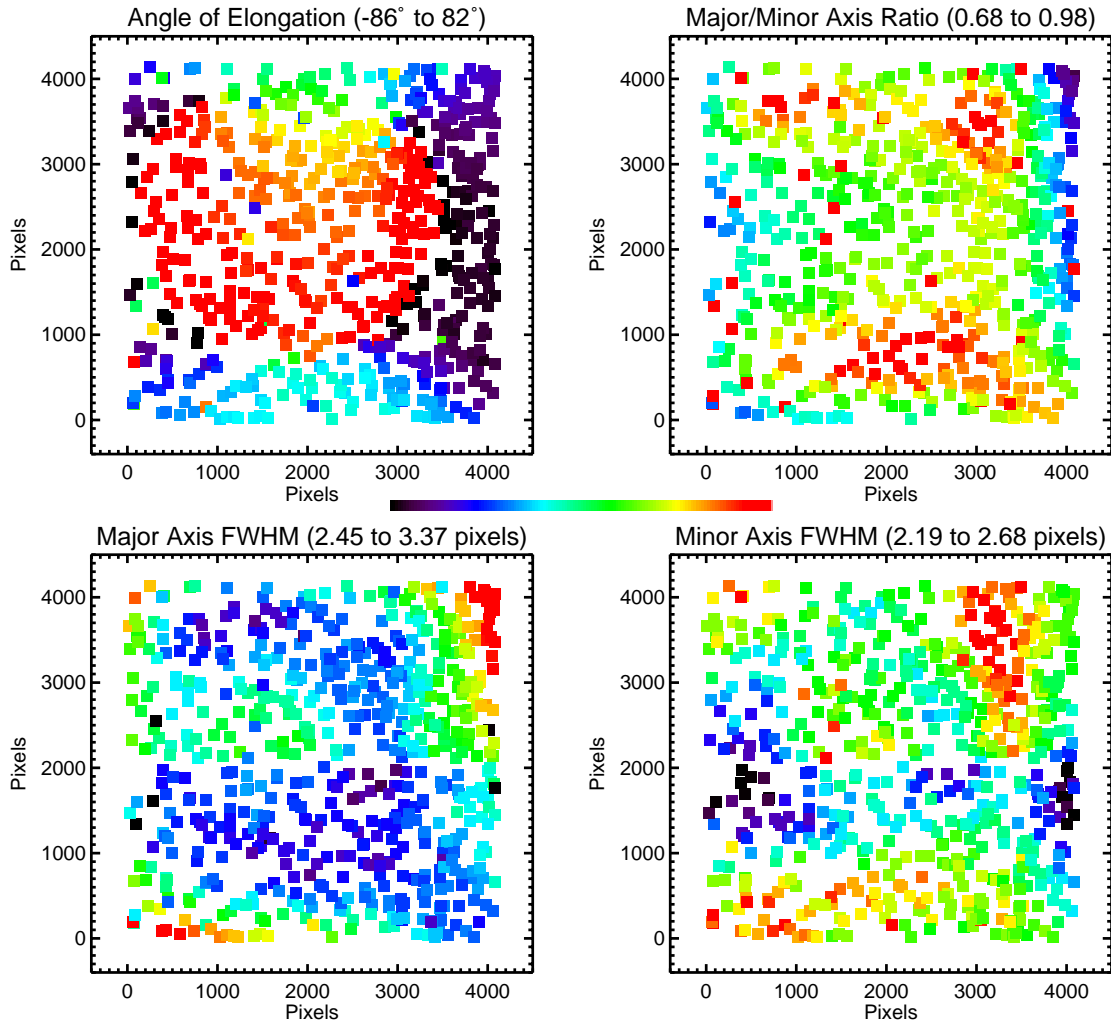 Angle of Elongation (-86˚ to 82˚)
Major/Minor Axis Ratio (0.68 to 0.98)
4000
3000
2000
1000
0
Pixels
0 1000 2000 3000 4000
Pixels
4000
3000
2000
1000
0
Pixels
0 1000 2000 3000 4000
Pixels
Major Axis FWHM (2.45 to 3.37 pixels)
Minor Axis FWHM (2.19 to 2.68 pixels)
4000
3000
2000
1000
0
Pixels
0 1000 2000 3000 4000
Pixels
4000
3000
2000
1000
0
Pixels
0 1000 2000 3000 4000
Pixels